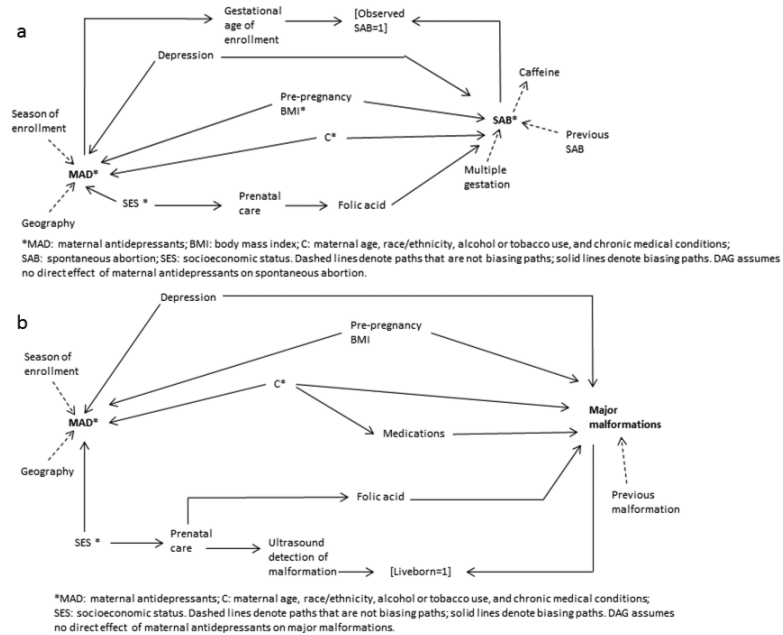 a
Gestational
age of
enrollment
[Observed
SAB=1]
Depression
Caffeine
Pre-pregnancy
BMI*
Season of
enrollment
SAB*
Previous
SAB
C*
MAD*
Multiple
gestation
SES *
Prenatal
care
Folic acid
Geography
*MAD: maternal antidepressants; BMI: body mass index; C: maternal age, race/ethnicity, alcohol or tobacco use, and chronic medical conditions;
SAB: spontaneous abortion; SES: socioeconomic status. Dashed lines denote paths that are not biasing paths; solid lines denote biasing paths. DAG assumes
no direct effect of maternal antidepressants on spontaneous abortion.
b
Depression
Pre-pregnancy
BMI
Season of
enrollment
C*
Major
malformations
MAD*
Medications
Geography
Folic acid
Previous
malformation
SES *
Prenatal
care
Ultrasound
detection of
malformation
[Liveborn=1]
*MAD: maternal antidepressants; C: maternal age, race/ethnicity, alcohol or tobacco use, and chronic medical conditions;
SES: socioeconomic status. Dashed lines denote paths that are not biasing paths; solid lines denote biasing paths. DAG assumes
no direct effect of maternal antidepressants on major malformations.